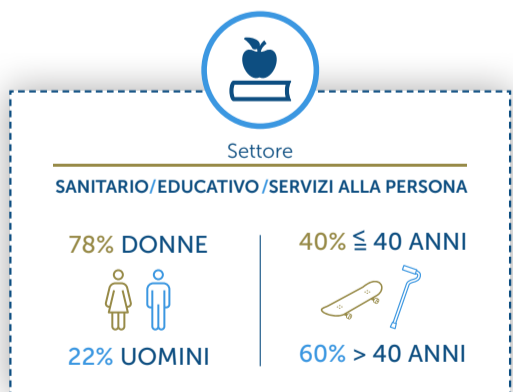 Settore
SANITARIO/EDUCATIVO/SERVIZI ALLA PERSONA
78% DONNE
22% UOMINI
40% ≦ 40 ANNI
60% > 40 ANNI